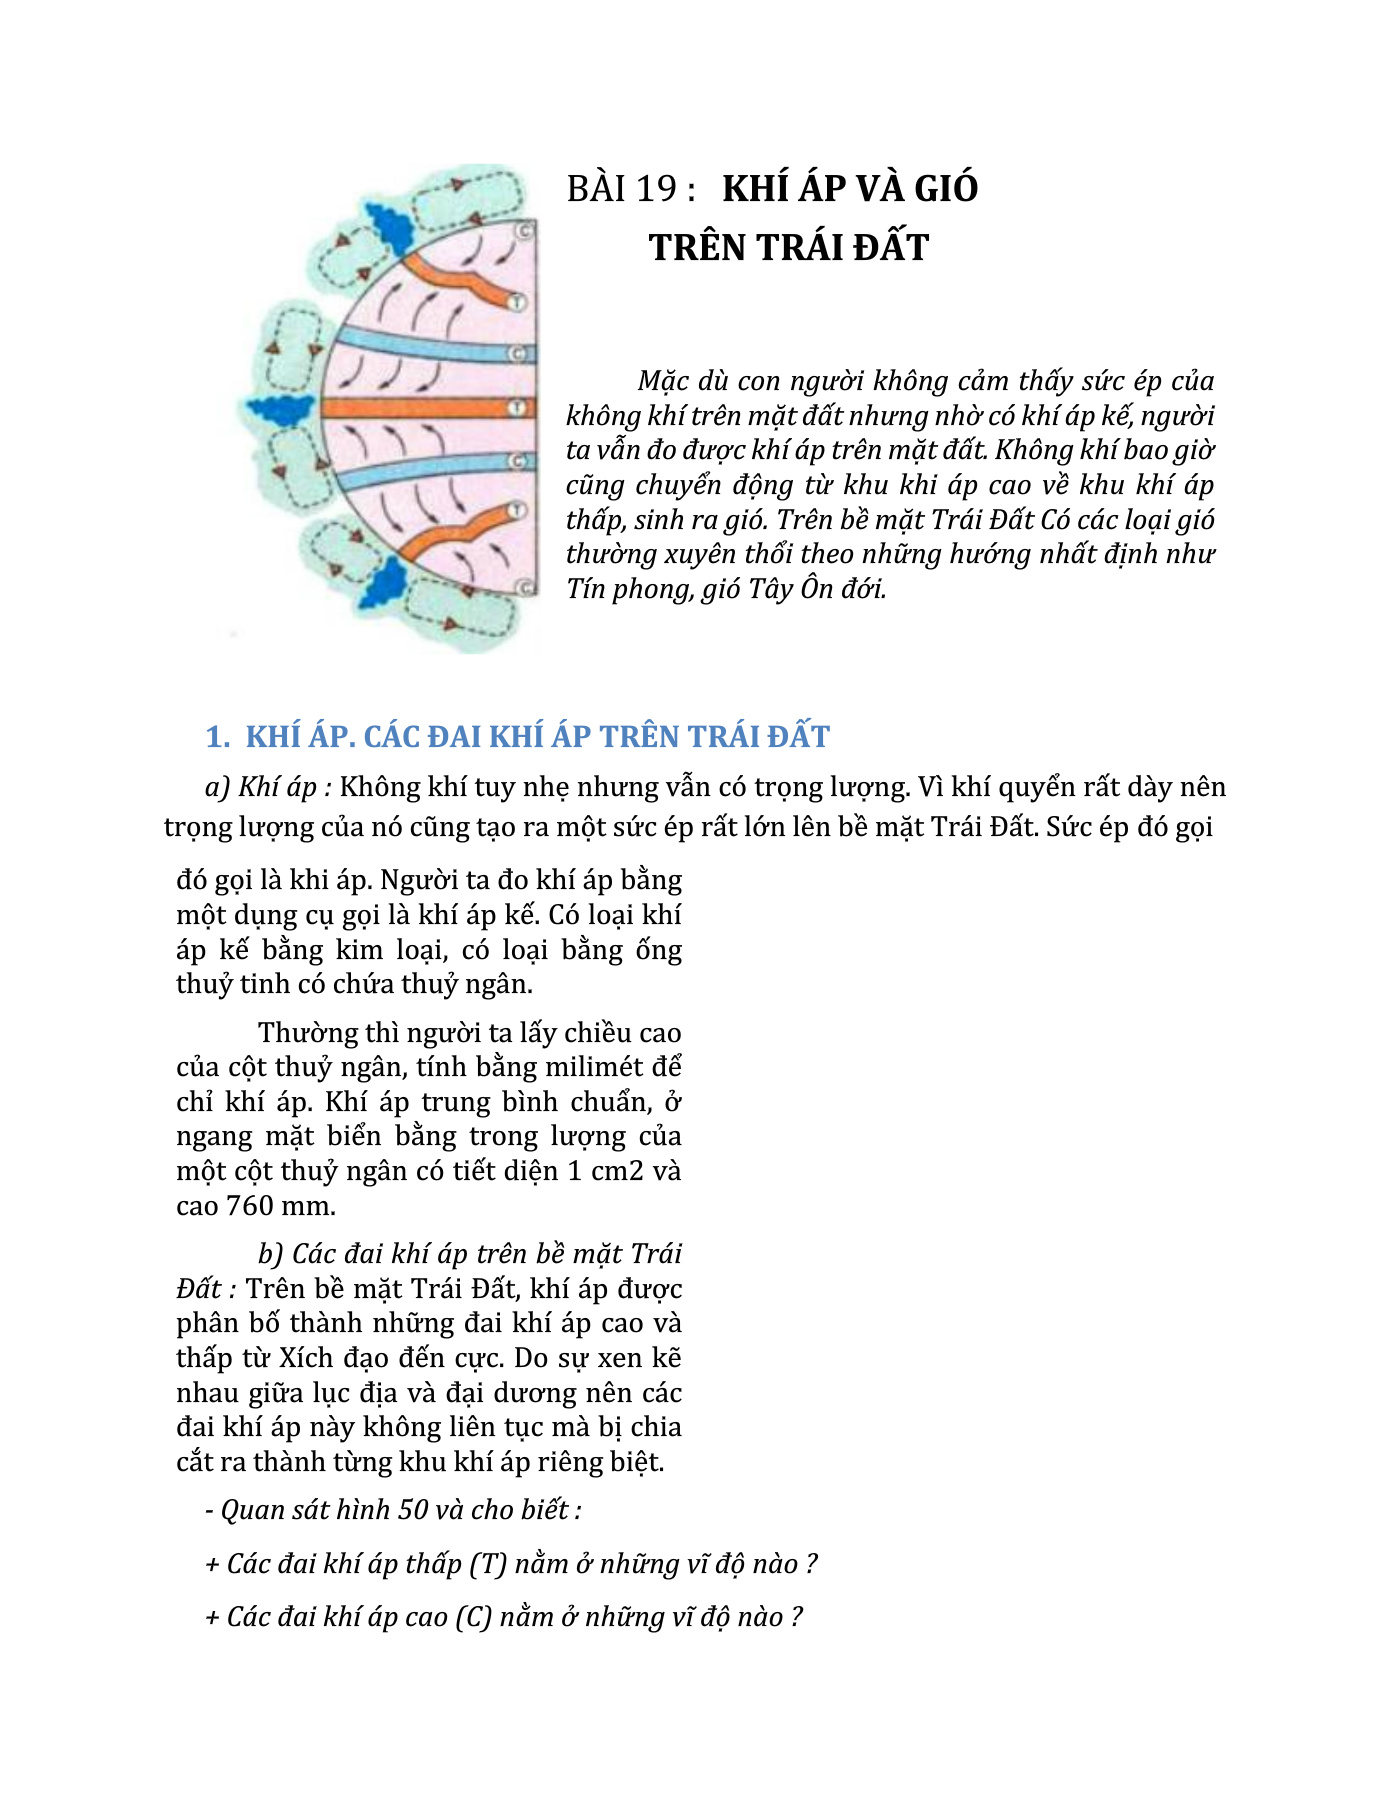 BÀI 19 : KHÍ ÁP VÀ GIÓ
TRÊN TRÁI ĐẤT
C
T
C
T
C
T
C
Mặc dù con người không cảm thấy sức ép của
không khí trên mặt đất nhưng nhờ có khí áp kế, người
ta vẫn đo được khí áp trên mặt đất. Không khí bao giờ
cũng chuyển động từ khu khi áp cao về khu khí áp
thấp, sinh ra gió. Trên bề mặt Trái Đất Có các loại gió
thường xuyên thổi theo những hướng nhất định như
Tín phong, gió Tây Ôn đới.
1. KHÍ ÁP. CÁC ĐAI KHÍ ÁP TRÊN TRÁI ĐẤT
a) Khí áp : Không khí tuy nhẹ nhưng vẫn có trọng lượng. Vì khí quyển rất dày nên
trọng lượng của nó cũng tạo ra một sức ép rất lớn lên bề mặt Trái Đất. Sức ép đó gọi
đó gọi là khi áp. Người ta đo khí áp bằng
một dụng cụ gọi là khí áp kế. Có loại khí
áp kế bằng kim loại, có loại bằng ống
thuỷ tinh có chứa thuỷ ngân.
Thường thì người ta lấy chiều cao
của cột thuỷ ngân, tính bằng milimét để
chỉ khí áp. Khí áp trung bình chuẩn, ở
ngang mặt biển bằng trong lượng của
một cột thuỷ ngân có tiết diện 1 cm2 và
cao 760 mm.
b) Các đai khí áp trên bề mặt Trái
Đất : Trên bề mặt Trái Đất, khí áp được
phân bố thành những đai khí áp cao và
thấp từ Xích đạo đến cực. Do sự xen kẽ
nhau giữa lục địa và đại dương nên các
đai khí áp này không liên tục mà bị chia
cắt ra thành từng khu khí áp riêng biệt.
- Quan sát hình 50 và cho biết :
+ Các đai khí áp thấp (T) nằm ở những vĩ độ nào ?
+ Các đai khí áp cao (C) nằm ở những vĩ độ nào ?